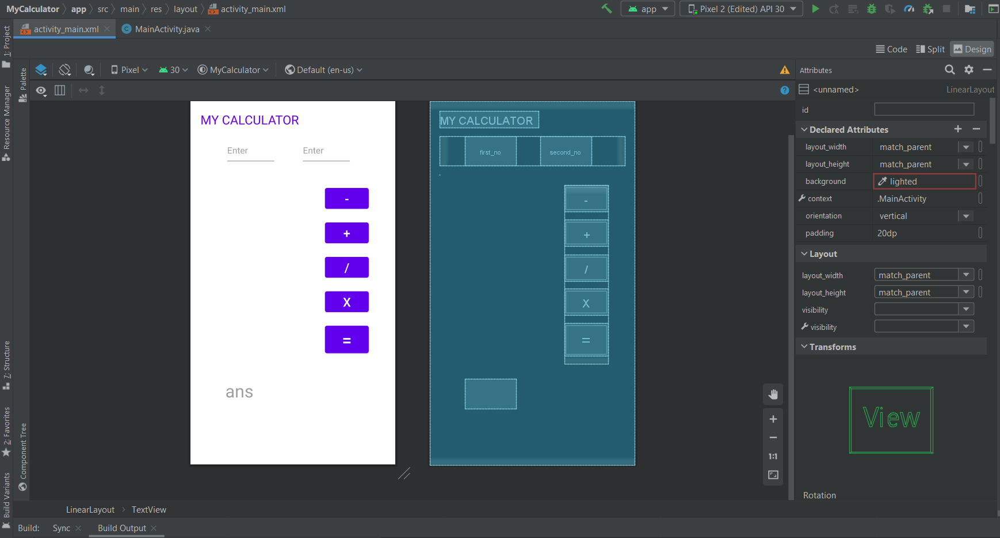 MyCalculator app src main res layout activity_main.xml
app Pixel 2 (Edited) API 30
activity_main.xml MainActivity.java
Code Split Design
Pixel 30 MyCalculator Default (en-us)
1: Project
Resource Manager
7: Structure
2: Favorites
Build Variants
Palette
Component Tree
MY CALCULATOR
Enter Enter
-
+
/
X
=
ans
MY CALCULATOR
first_no second_no
-
+
/
X
=
1:1
Attributes
<unnamed> LinearLayout
id
Declared Attributes
layout_width match_parent
layout_height match_parent
background lighted
context .MainActivity
orientation vertical
padding 20dp
Layout
layout_width match_parent
layout_height match_parent
visibility
visibility
Transforms
View
Rotation
LinearLayout TextView
Build: Sync Build Output